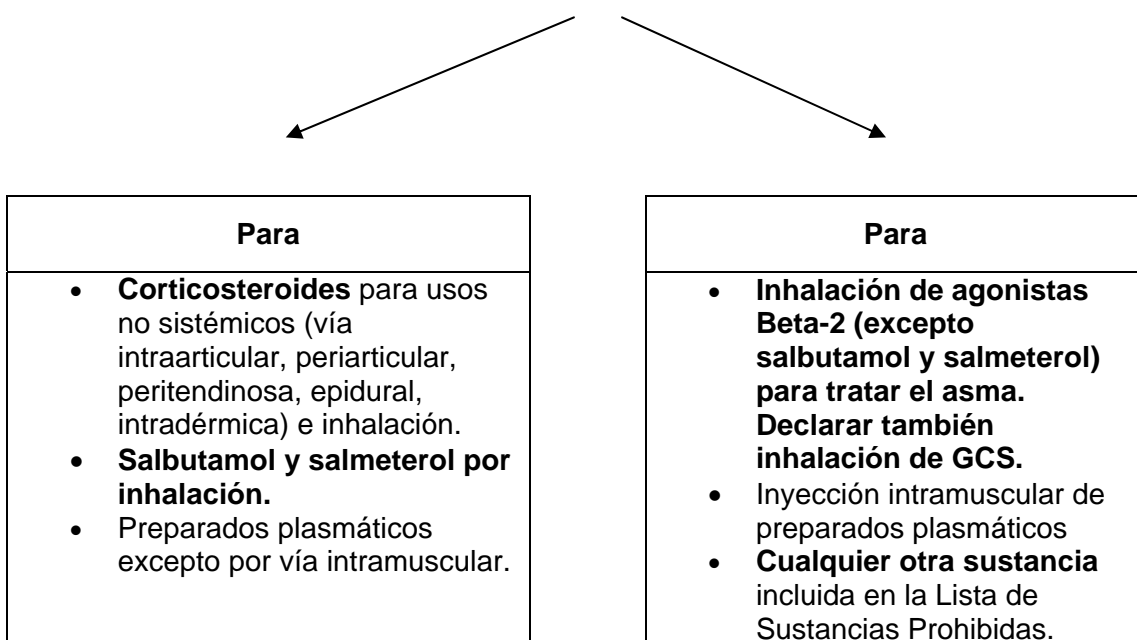 Para
• Corticosteroides para usos
no sistémicos (vía
intraarticular, periarticular,
peritendinosa, epidural,
intradérmica) e inhalación.
• Salbutamol y salmeterol por
inhalación.
• Preparados plasmáticos
excepto por vía intramuscular.
Para
• Inhalación de agonistas
Beta-2 (excepto
salbutamol y salmeterol)
para tratar el asma.
Declarar también
inhalación de GCS.
• Inyección intramuscular de
preparados plasmáticos
• Cualquier otra sustancia
incluida en la Lista de
Sustancias Prohibidas.